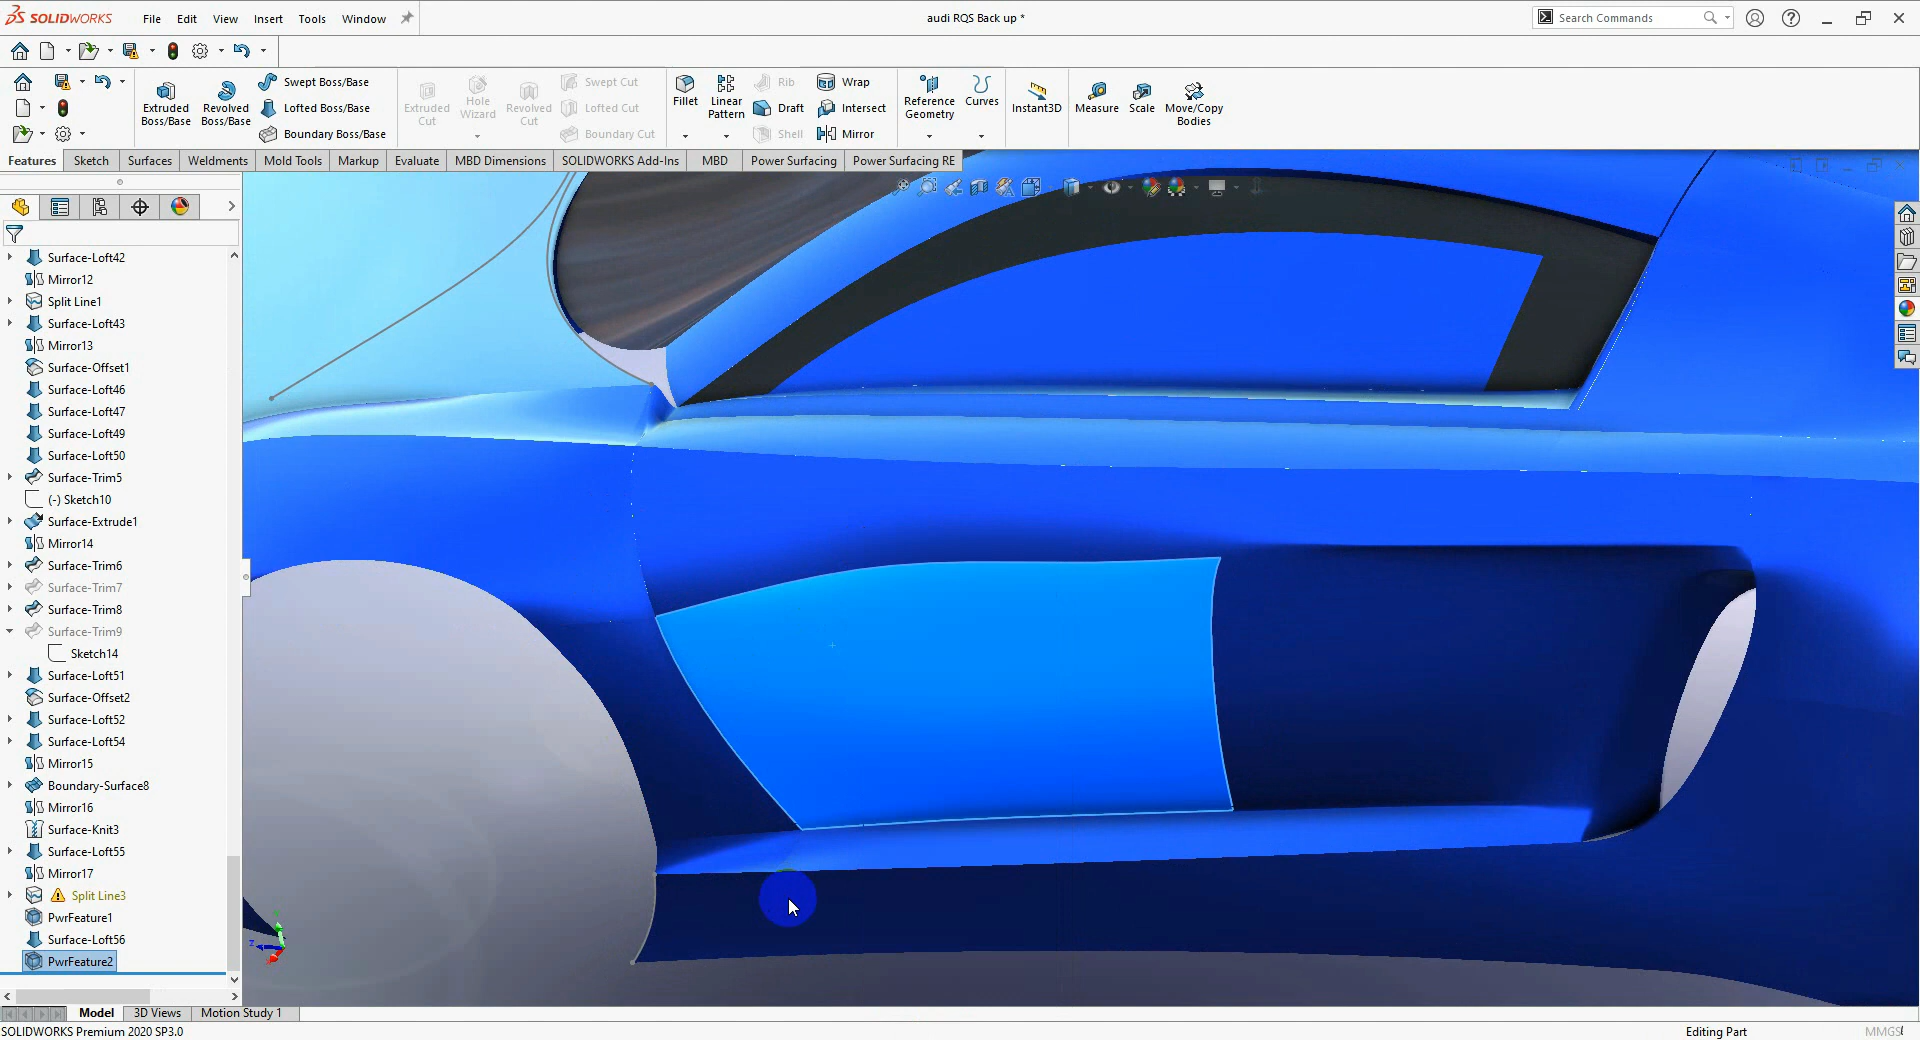 SOLIDWORKS File Edit View Insert Tools Window audi RQS Back up * Search Commands
Extruded Boss/Base
Revolved Boss/Base
Swept Boss/Base
Lofted Boss/Base
Boundary Boss/Base
Extruded Cut
Hole Wizard
Revolved Cut
Swept Cut
Lofted Cut
Boundary Cut
Fillet
Linear Pattern
Rib
Draft
Shell
Wrap
Intersect
Mirror
Reference Geometry
Curves
Instant3D
Measure
Scale
Move/Copy Bodies
Features Sketch Surfaces Weldments Mold Tools Markup Evaluate MBD Dimensions SOLIDWORKS Add-Ins MBD Power Surfacing Power Surfacing RE
Surface-Loft42
Mirror12
Split Line1
Surface-Loft43
Mirror13
Surface-Offset1
Surface-Loft46
Surface-Loft47
Surface-Loft49
Surface-Loft50
Surface-Trim5
(-) Sketch10
Surface-Extrude1
Mirror14
Surface-Trim6
Surface-Trim7
Surface-Trim8
Surface-Trim9
Sketch14
Surface-Loft51
Surface-Offset2
Surface-Loft52
Surface-Loft54
Mirror15
Boundary-Surface8
Mirror16
Surface-Knit3
Surface-Loft55
Mirror17
Split Line3
PwrFeature1
Surface-Loft56
PwrFeature2
Z
Model 3D Views Motion Study 1
SOLIDWORKS Premium 2020 SP3.0 Editing Part MMGS